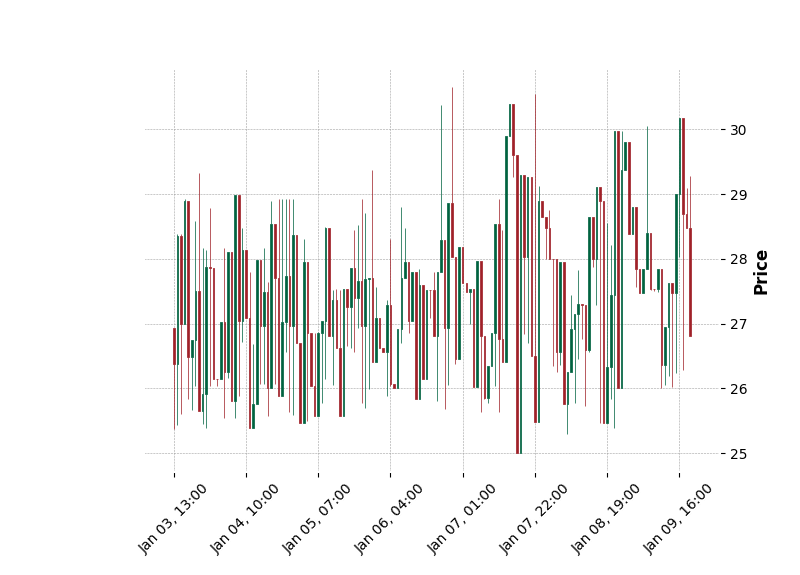 30
29
28
27
26
25
Price
Jan 03, 13:00
Jan 04, 10:00
Jan 05, 07:00
Jan 06, 04:00
Jan 07, 01:00
Jan 07, 22:00
Jan 08, 19:00
Jan 09, 16:00